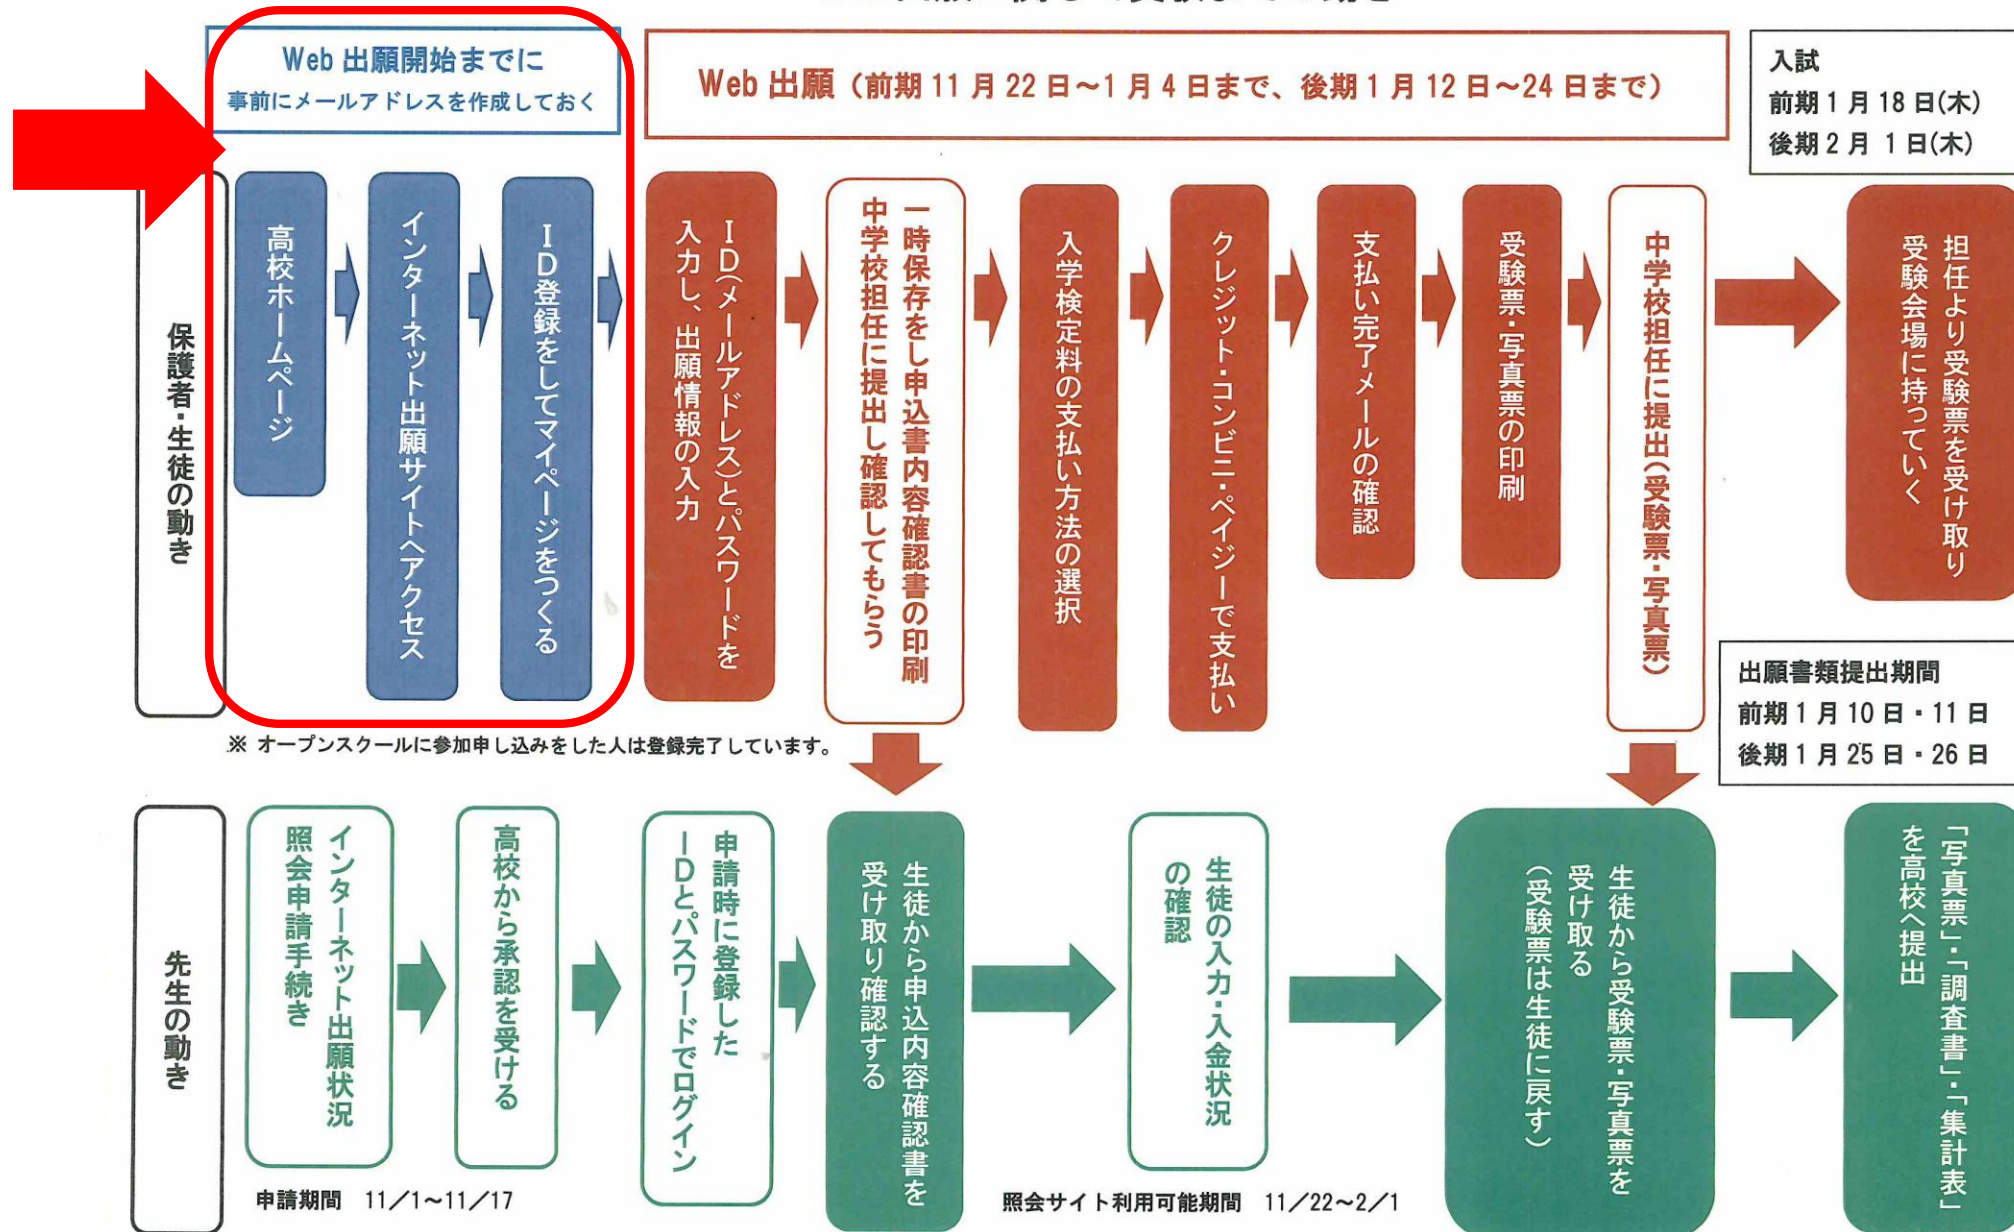 Web 出願開始までに
事前にメールアドレスを作成しておく
Web 出願（前期 11 月 22 日～1 月 4 日まで、後期 1 月 12 日～24 日まで）
入試
前期 1 月 18 日(木)
後期 2 月 1 日(木)
保護者・生徒の動き
高校ホームページ
インターネット出願サイトへアクセス
ID登録をしてマイページをつくる
ID(メールアドレス)とパスワードを
入力し、出願情報の入力
一時保存をし申込書内容確認書の印刷
中学校担任に提出し確認してもらう
入学検定料の支払い方法の選択
クレジット・コンビニ・ペイジーで支払い
支払い完了メールの確認
受験票・写真票の印刷
中学校担任に提出(受験票・写真票)
担任より受験票を受け取り
受験会場に持っていく
※ オープンスクールに参加申し込みをした人は登録完了しています。
出願書類提出期間
前期 1 月 10 日・11 日
後期 1 月 25 日・26 日
先生の動き
インターネット出願状況
照会申請手続き
高校から承認を受ける
申請時に登録した
IDとパスワードでログイン
生徒から申込内容確認書を
受け取り確認する
生徒の入力・入金状況
の確認
生徒から受験票・写真票を
受け取る
(受験票は生徒に戻す)
「写真票」・「調査書」・「集計表」
を高校へ提出
申請期間 11／1～11／17
照会サイト利用可能期間 11／22～2／1